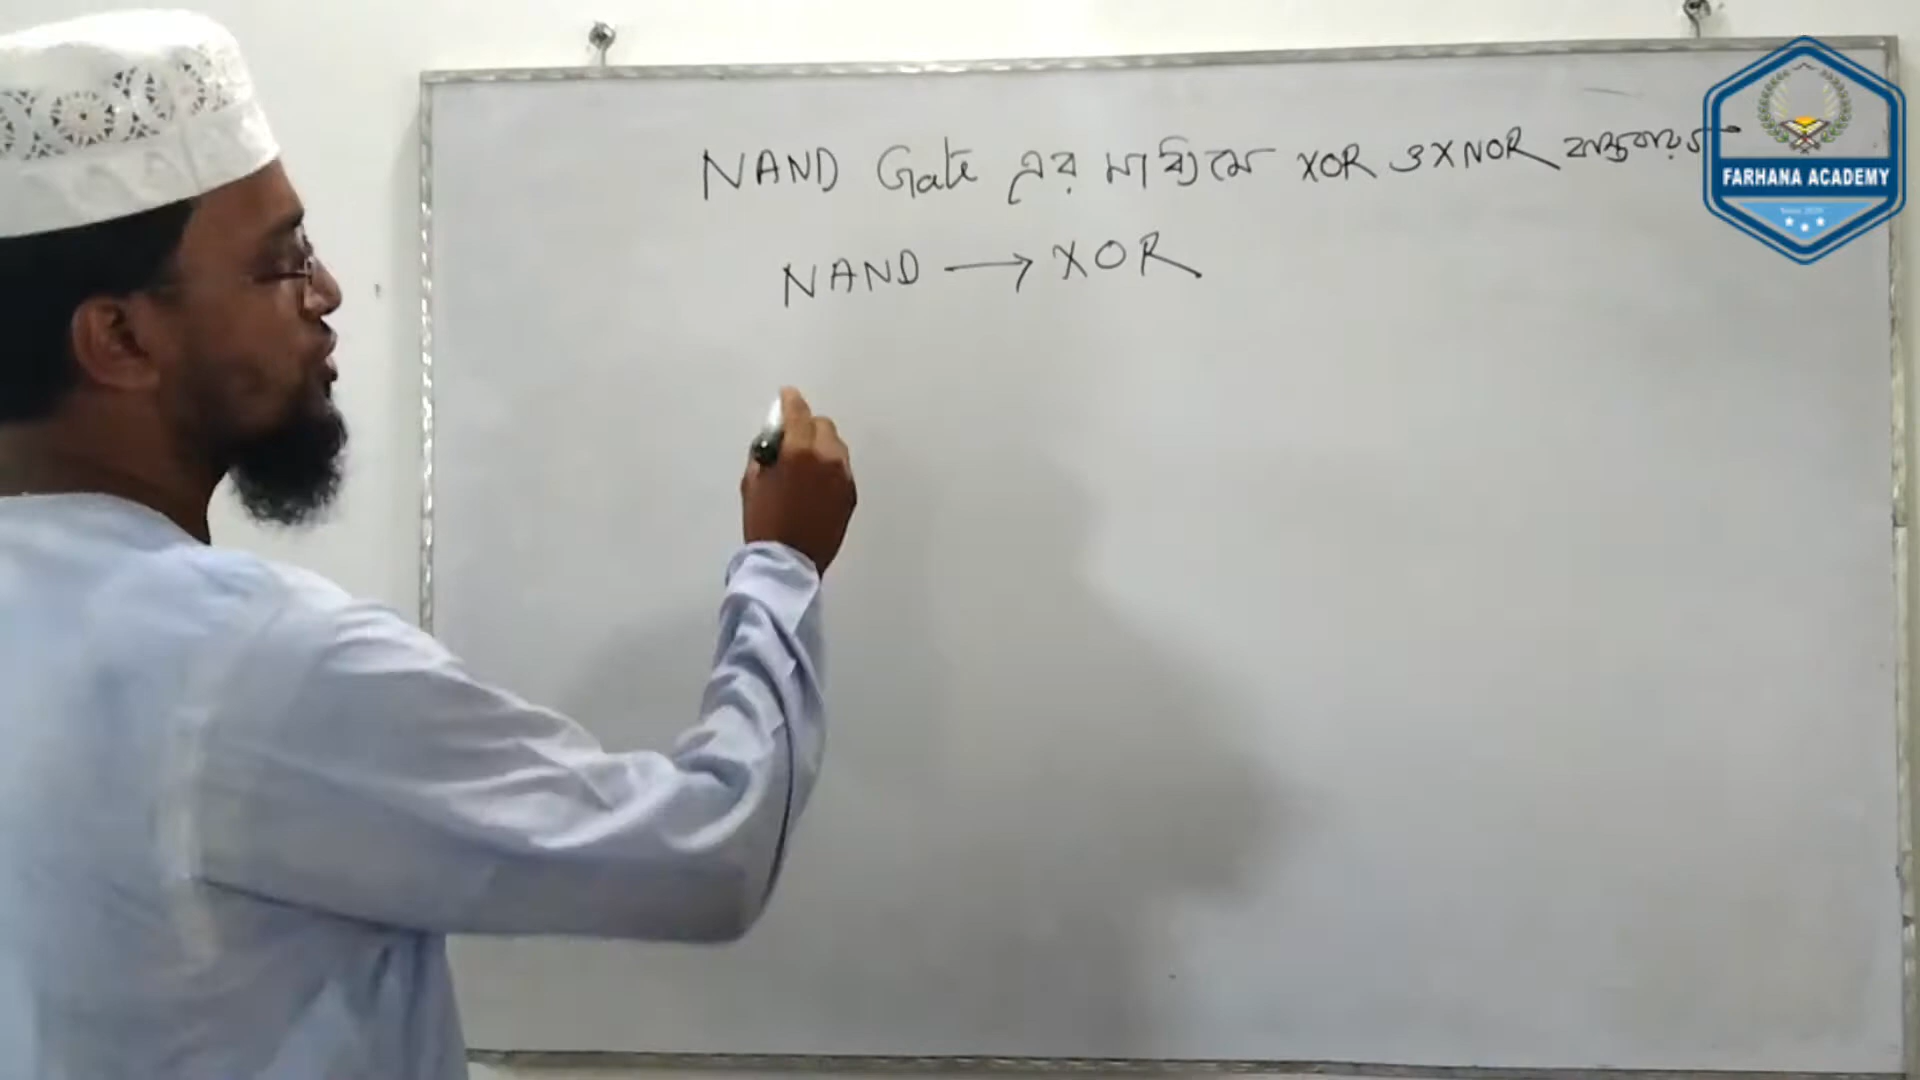 NAND Gate এর মাধ্যমে XOR ও XNOR বাস্তবায়ন
NAND → XOR
FARHANA ACADEMY